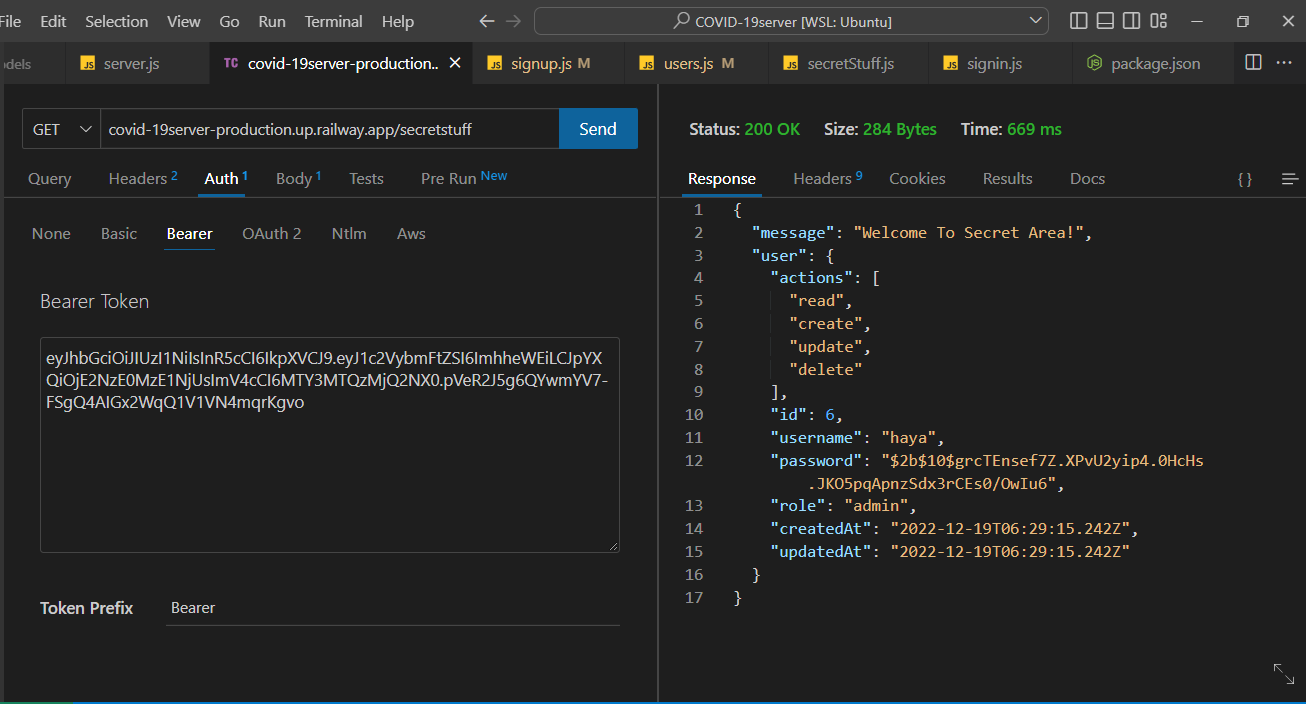 File Edit Selection View Go Run Terminal Help COVID-19server [WSL: Ubuntu]
dels JS server.js TC covid-19server-production.. JS signup.js M JS users.js M JS secretStuff.js JS signin.js package.json ...
GET covid-19server-production.up.railway.app/secretstuff Send
Query Headers 2 Auth 1 Body 1 Tests Pre Run New
None Basic Bearer OAuth 2 Ntlm Aws
Bearer Token
eyJhbGciOiJIUzI1NiIsInR5cCI6IkpXVCJ9.eyJ1c2VybmFtZSI6ImhheWEiLCJpYX
QiOjE2NzE0MzE1NjUsImV4cCI6MTY3MTQzMjQ2NX0.pVeR2J5g6QYwmYV7-
FSgQ4AIGx2WqQ1V1VN4mqrKgvo
Token Prefix Bearer
Status: 200 OK Size: 284 Bytes Time: 669 ms
Response Headers 9 Cookies Results Docs {}
1 {
2 "message": "Welcome To Secret Area!",
3 "user": {
4 "actions": [
5 "read",
6 "create",
7 "update",
8 "delete"
9 ],
10 "id": 6,
11 "username": "haya",
12 "password": "$2b$10$grcTEnsef7Z.XPvU2yip4.0HcHs
.JKO5pqApnzSdx3rCEs0/OwIu6",
13 "role": "admin",
14 "createdAt": "2022-12-19T06:29:15.242Z",
15 "updatedAt": "2022-12-19T06:29:15.242Z"
16 }
17 }